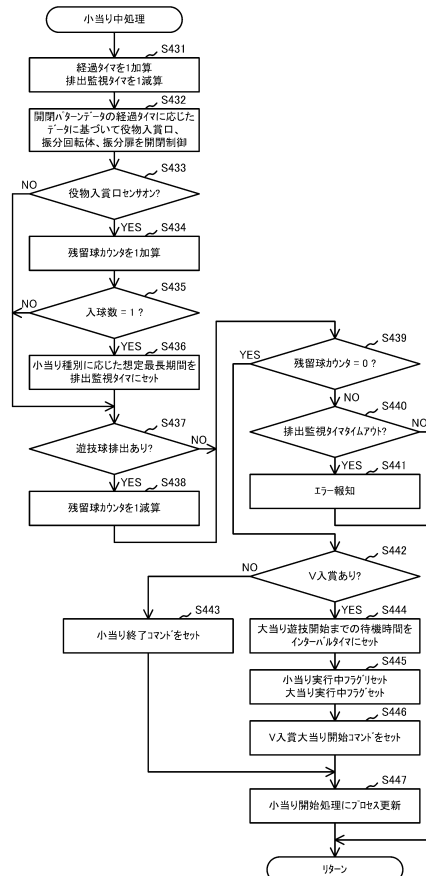 小当り中処理
S431
経過タイマを1加算
排出監視タイマを1減算
S432
開閉パターンデータの経過タイマに応じた
データに基づいて役物入賞口、
振分回転体、振分扉を開閉制御
S433
NO
役物入賞口センサオン?
YES
S434
残留球カウンタを1加算
S435
NO
入球数 = 1 ?
YES
S436
小当り種別に応じた想定最長期間を
排出監視タイマにセット
S437
遊技球排出あり?
NO
YES
S438
残留球カウンタを1減算
S439
YES
残留球カウンタ = 0 ?
NO
S440
排出監視タイマタイムアウト?
NO
YES
S441
エラー報知
S442
NO
V入賞あり?
YES
S443
小当り終了コマンドをセット
S444
大当り遊技開始までの待機時間を
インターバルタイマにセット
S445
小当り実行中フラグリセット
大当り実行中フラグセット
S446
V入賞大当り開始コマンドをセット
S447
小当り開始処理にプロセス更新
リターン